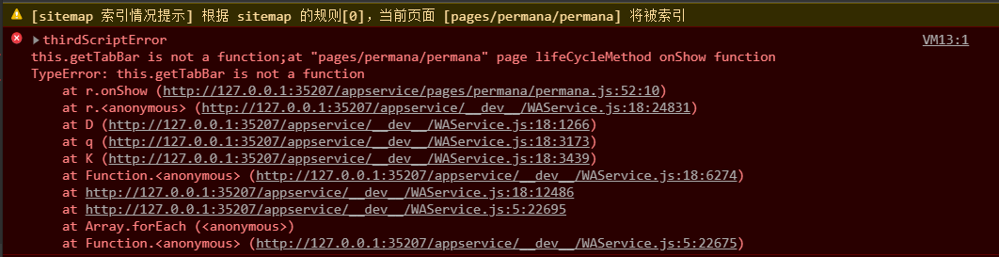 [sitemap 索引情况提示] 根据 sitemap 的规则[0]，当前页面 [pages/permana/permana] 将被索引
thirdScriptError VM13:1
this.getTabBar is not a function;at "pages/permana/permana" page lifeCycleMethod onShow function
TypeError: this.getTabBar is not a function
at r.onShow (http://127.0.0.1:35207/appservice/pages/permana/permana.js:52:10)
at r.<anonymous> (http://127.0.0.1:35207/appservice/__dev__/WAService.js:18:24831)
at D (http://127.0.0.1:35207/appservice/__dev__/WAService.js:18:1266)
at q (http://127.0.0.1:35207/appservice/__dev__/WAService.js:18:3173)
at K (http://127.0.0.1:35207/appservice/__dev__/WAService.js:18:3439)
at Function.<anonymous> (http://127.0.0.1:35207/appservice/__dev__/WAService.js:18:6274)
at http://127.0.0.1:35207/appservice/__dev__/WAService.js:18:12486
at http://127.0.0.1:35207/appservice/__dev__/WAService.js:5:22695
at Array.forEach (<anonymous>)
at Function.<anonymous> (http://127.0.0.1:35207/appservice/__dev__/WAService.js:5:22675)